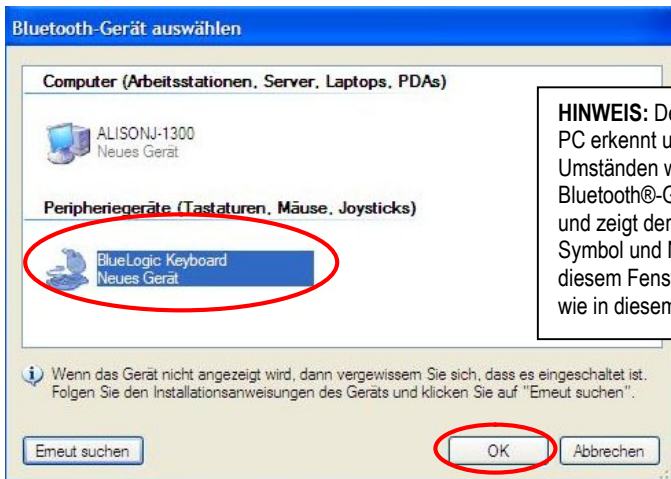 Bluetooth-Gerät auswählen
Computer (Arbeitsstationen, Server, Laptops, PDAs)
ALISONJ-1300
Neues Gerät
Peripheriegeräte (Tastaturen, Mäuse, Joysticks)
BlueLogic Keyboard
Neues Gerät
HINWEIS:
PC erkennt
Umständen
Bluetooth®-
und zeigt
Symbol und
diesem
wie in
Wenn das Gerät nicht angezeigt wird, dann vergewissern Sie sich, dass es eingeschaltet ist.
Folgen Sie den Installationsanweisungen des Geräts und klicken Sie auf "Erneut suchen".
Erneut suchen
OK
Abbrechen